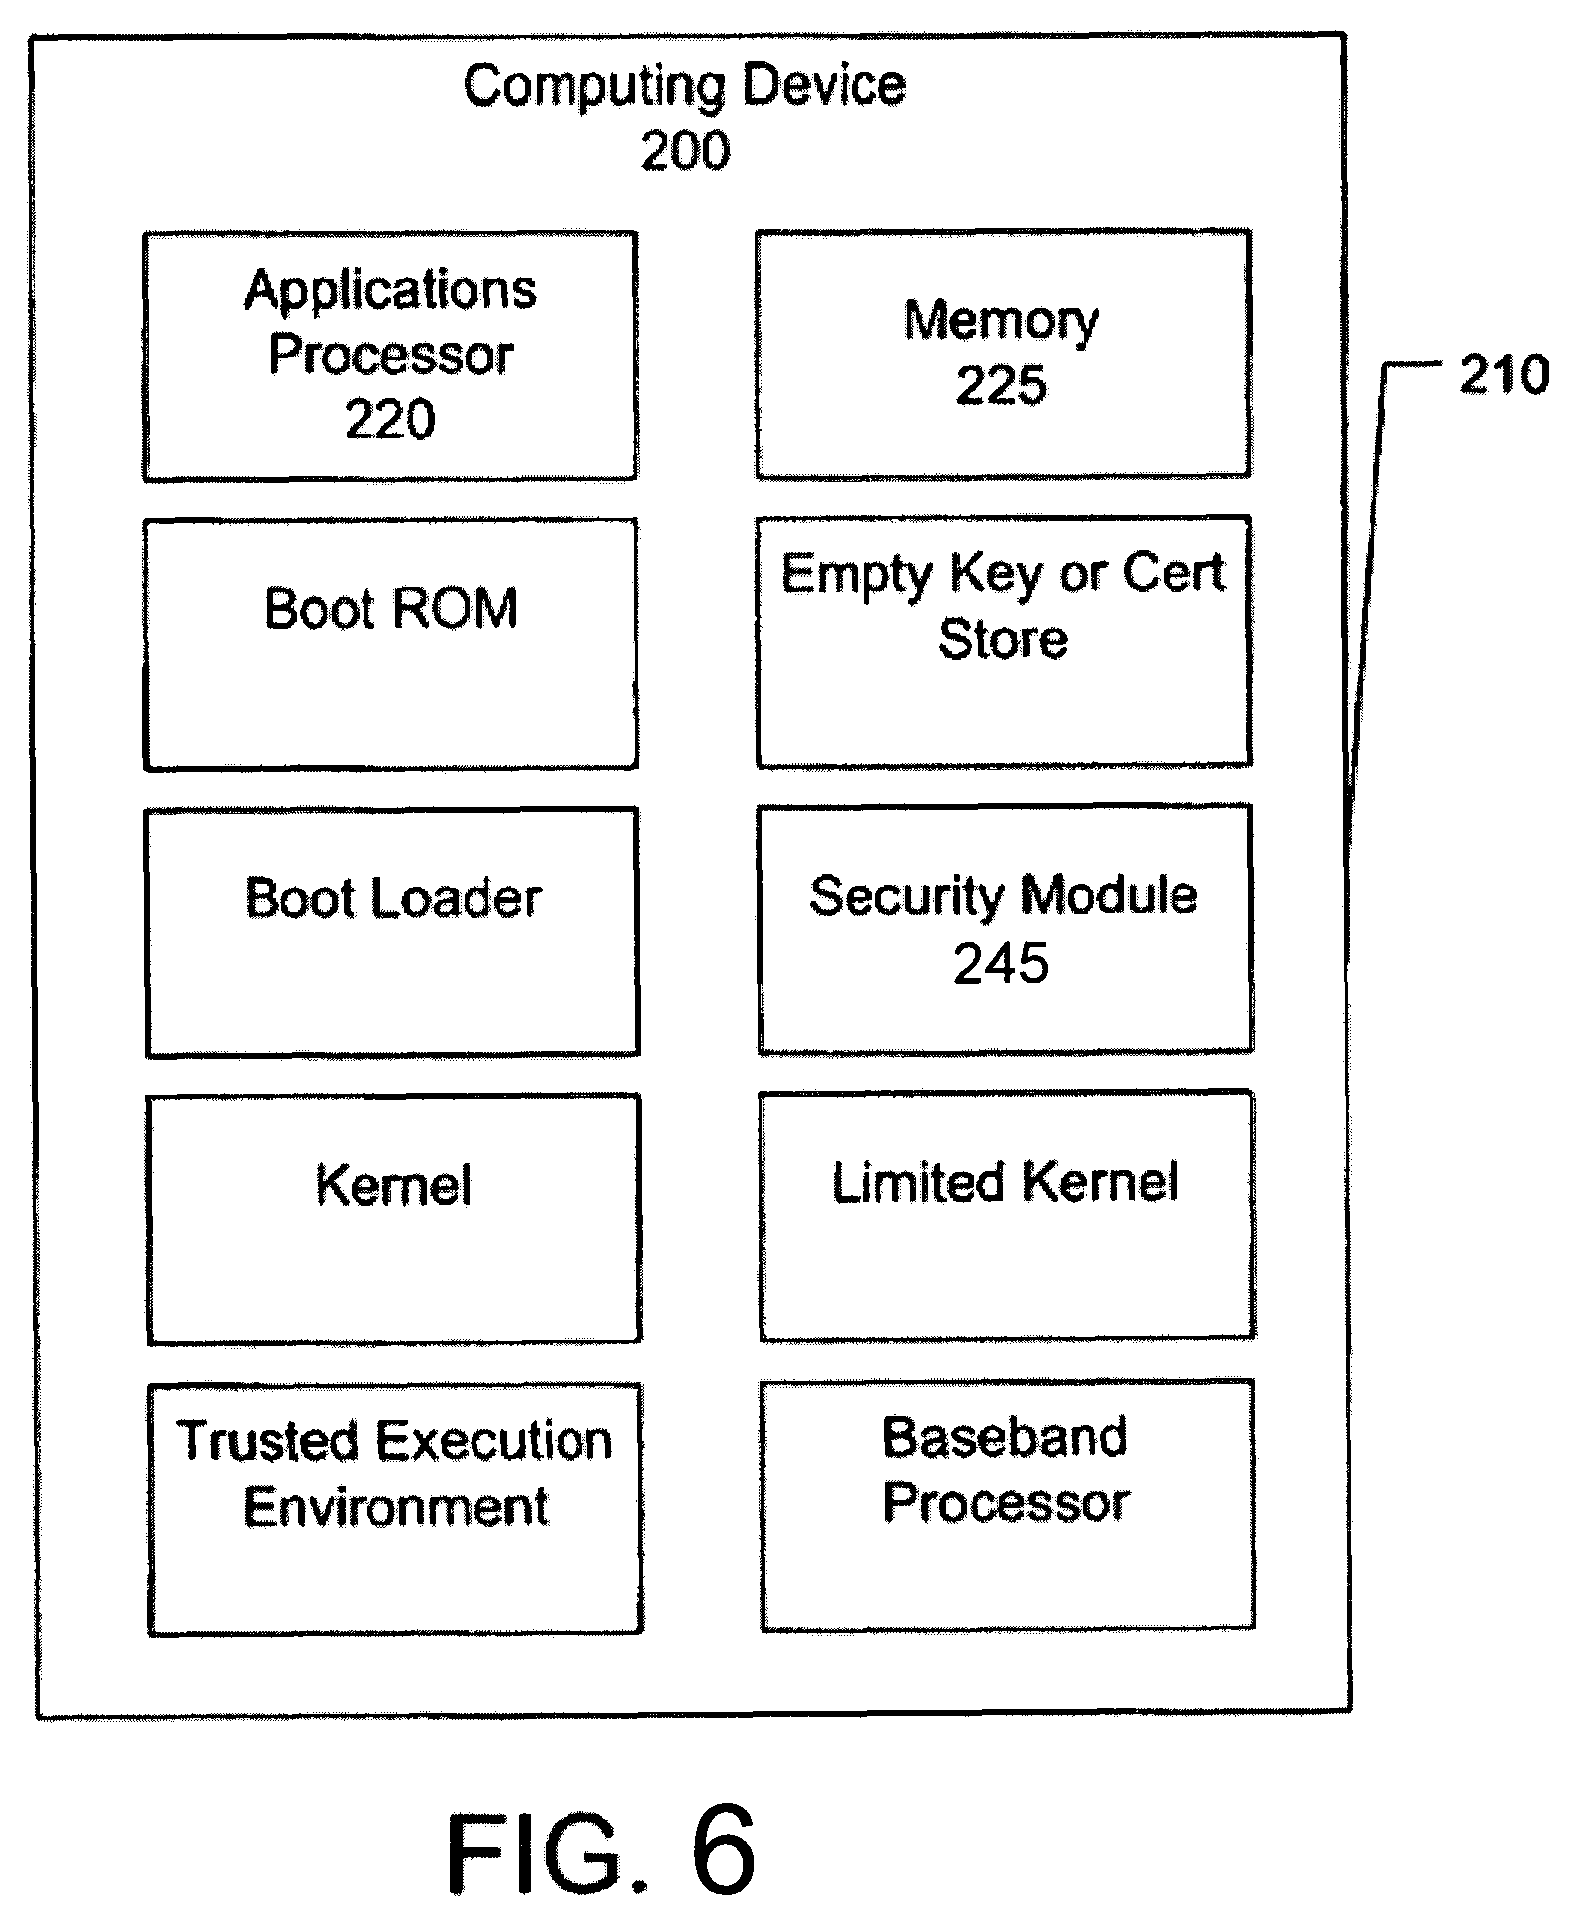 Computing Device
200
Applications
Processor
220
Memory
225
210
Boot ROM
Empty Key or Cert
Store
Boot Loader
Security Module
245
Kernel
Limited Kernel
Trusted Execution
Environment
Baseband
Processor
FIG. 6